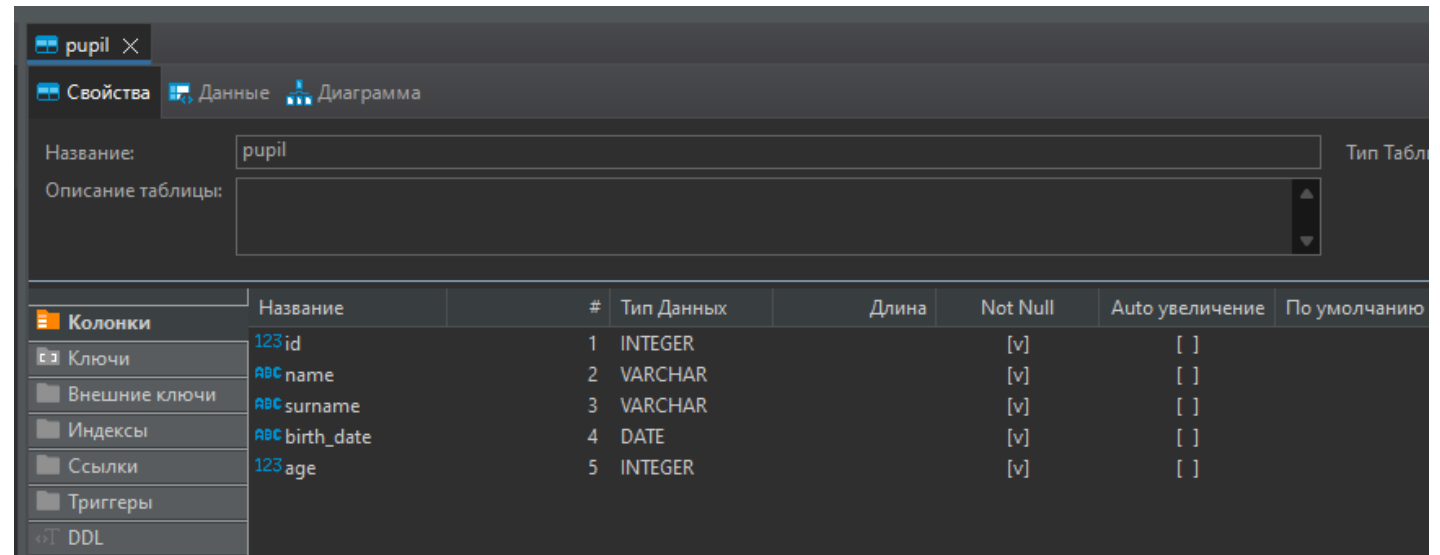 pupil
Свойства Данные Диаграмма
Название: pupil
Описание таблицы:
Название # Тип Данных Длина Not Null Auto увеличение По умолчанию
Колонки
Ключи
Внешние ключи
Индексы
Ссылки
Триггеры
DDL
123 id 1 INTEGER [v] [ ]
ABC name 2 VARCHAR [v] [ ]
ABC surname 3 VARCHAR [v] [ ]
ABC birth_date 4 DATE [v] [ ]
123 age 5 INTEGER [v] [ ]